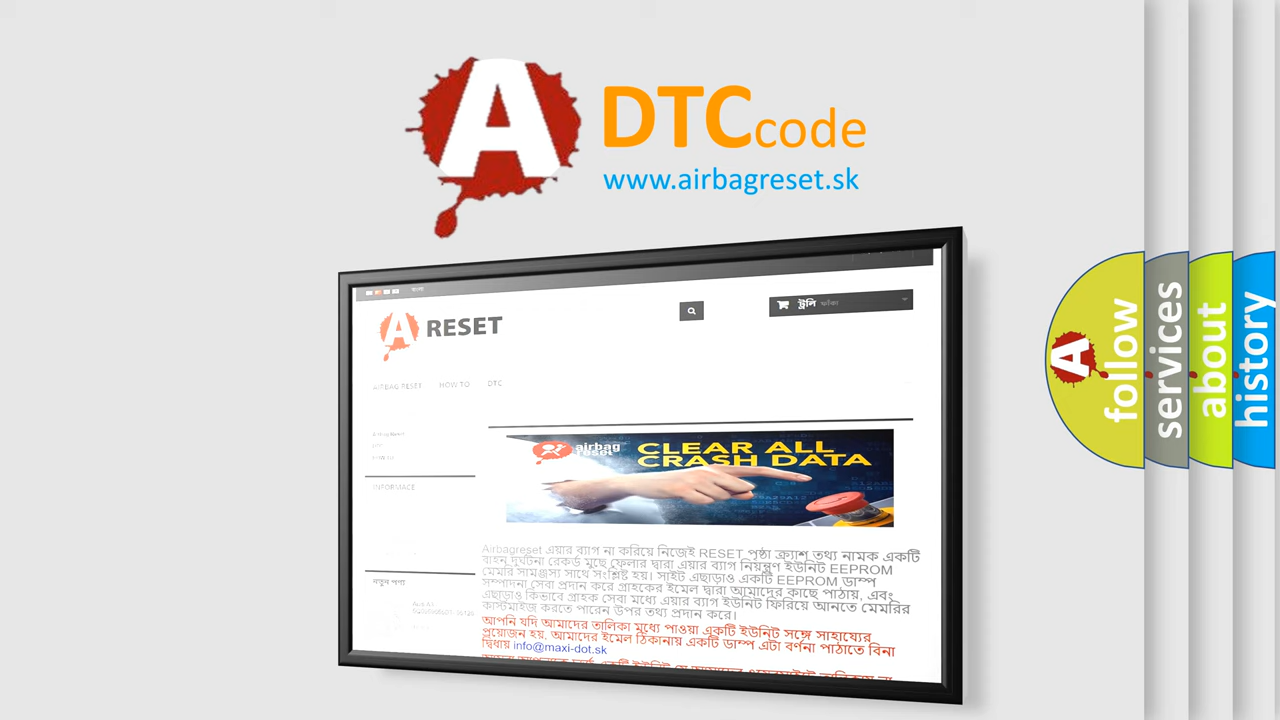 A DTC code
www.airbagreset.sk
বাংলা
ট্রলি
A RESET
AIRBAG RESET HOW TO DTC
INFORMACE
airbag reset CLEAR ALL CRASH DATA
Airbagreset এয়ার ব্যাগ না করিয়ে নিজেই RESET পৃষ্ঠা ক্র্যাশ তথ্য নামক একটি
বাহন দুর্ঘটনা রেকর্ড মুছে ফেলার দ্বারা এয়ার ব্যাগ নিয়ন্ত্রণ ইউনিট EEPROM
মেমরি সামঞ্জস্য সাথে সংশ্লিষ্ট হয়। সাইট এছাড়াও একটি EEPROM ডাম্প
সম্পাদনা সেবা প্রদান করে গ্রাহকের ইমেল দ্বারা আমাদের কাছে পাঠায়, এবং
এছাড়াও কিভাবে গ্রাহক সেবা মধ্যে এয়ার ব্যাগ ইউনিট ফিরিয়ে আনতে মেমরির
কাস্টমাইজ করতে পারেন উপর তথ্য প্রদান করে।
আপনি যদি আমাদের তালিকা মধ্যে পাওয়া একটি ইউনিট সঙ্গে সাহায্যের
প্রয়োজন হয়, আমাদের ইমেল ঠিকানায় একটি ডাম্প এটা বর্ণনা পাঠাতে বিনা
দ্বিধায় info@maxi-dot.sk
A follow
services
about
history